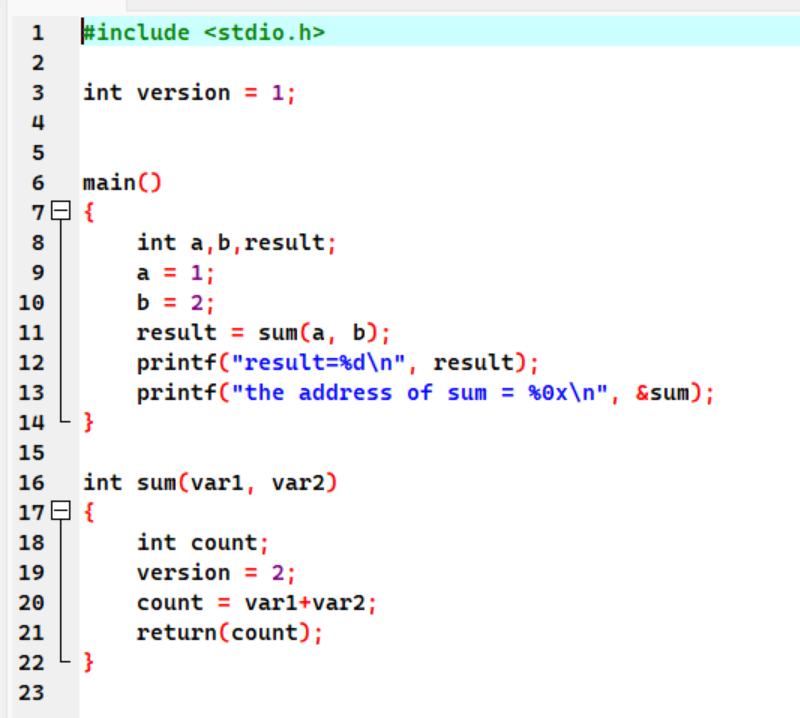 1 #include <stdio.h>
2
3 int version = 1;
4
5
6 main()
7 {
8     int a,b,result;
9     a = 1;
10     b = 2;
11     result = sum(a, b);
12     printf("result=%d\n", result);
13     printf("the address of sum = %0x\n", &sum);
14 }
15
16 int sum(var1, var2)
17 {
18     int count;
19     version = 2;
20     count = var1+var2;
21     return(count);
22 }
23